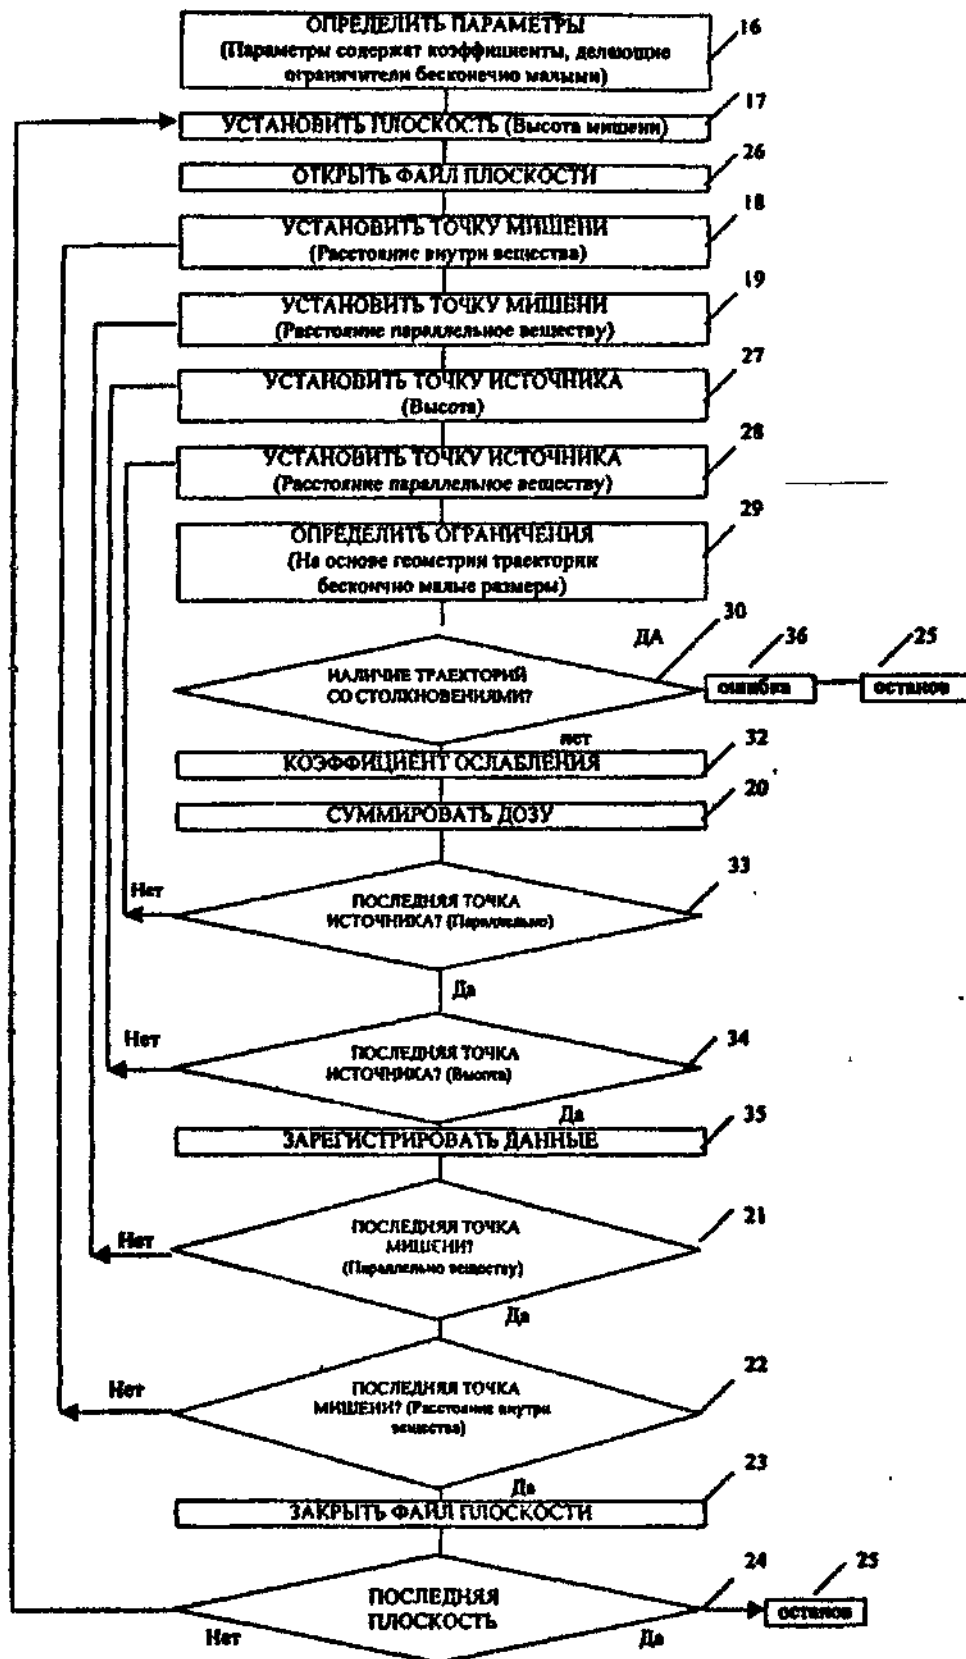 ОПРЕДЕЛИТЬ ПАРАМЕТРЫ
(Параметры содержат коэффициенты, делающие
ограничители бесконечно малыми)
16
17
УСТАНОВИТЬ ПЛОСКОСТЬ (Высота мишени)
26
ОТКРЫТЬ ФАЙЛ ПЛОСКОСТИ
18
УСТАНОВИТЬ ТОЧКУ МИШЕНИ
(Расстояние внутри вещества)
19
УСТАНОВИТЬ ТОЧКУ МИШЕНИ
(Расстояние параллельное веществу)
27
УСТАНОВИТЬ ТОЧКУ ИСТОЧНИКА
(Высота)
28
УСТАНОВИТЬ ТОЧКУ ИСТОЧНИКА
(Расстояние параллельное веществу)
29
ОПРЕДЕЛИТЬ ОГРАНИЧЕНИЯ
(На основе геометрии траектории
бесконечно малые размеры)
30
ДА
36
25
НАЛИЧИЕ ТРАЕКТОРИЙ
СО СТОЛКНОВЕНИЯМИ?
ошибка
останов
нет
32
КОЭФФИЦИЕНТ ОСЛАБЛЕНИЯ
20
СУММИРОВАТЬ ДОЗУ
33
Нет
ПОСЛЕДНЯЯ ТОЧКА
ИСТОЧНИКА? (Параллельно)
Да
Нет
34
ПОСЛЕДНЯЯ ТОЧКА
ИСТОЧНИКА? (Высота)
Да
35
ЗАРЕГИСТРИРОВАТЬ ДАННЫЕ
21
Нет
ПОСЛЕДНЯЯ ТОЧКА
МИШЕНИ?
(Параллельно веществу)
Да
22
Нет
ПОСЛЕДНЯЯ ТОЧКА
МИШЕНИ? (Расстояние внутри
вещества)
Да
23
ЗАКРЫТЬ ФАЙЛ ПЛОСКОСТИ
24
25
ПОСЛЕДНЯЯ
ПЛОСКОСТЬ
останов
Нет
Да